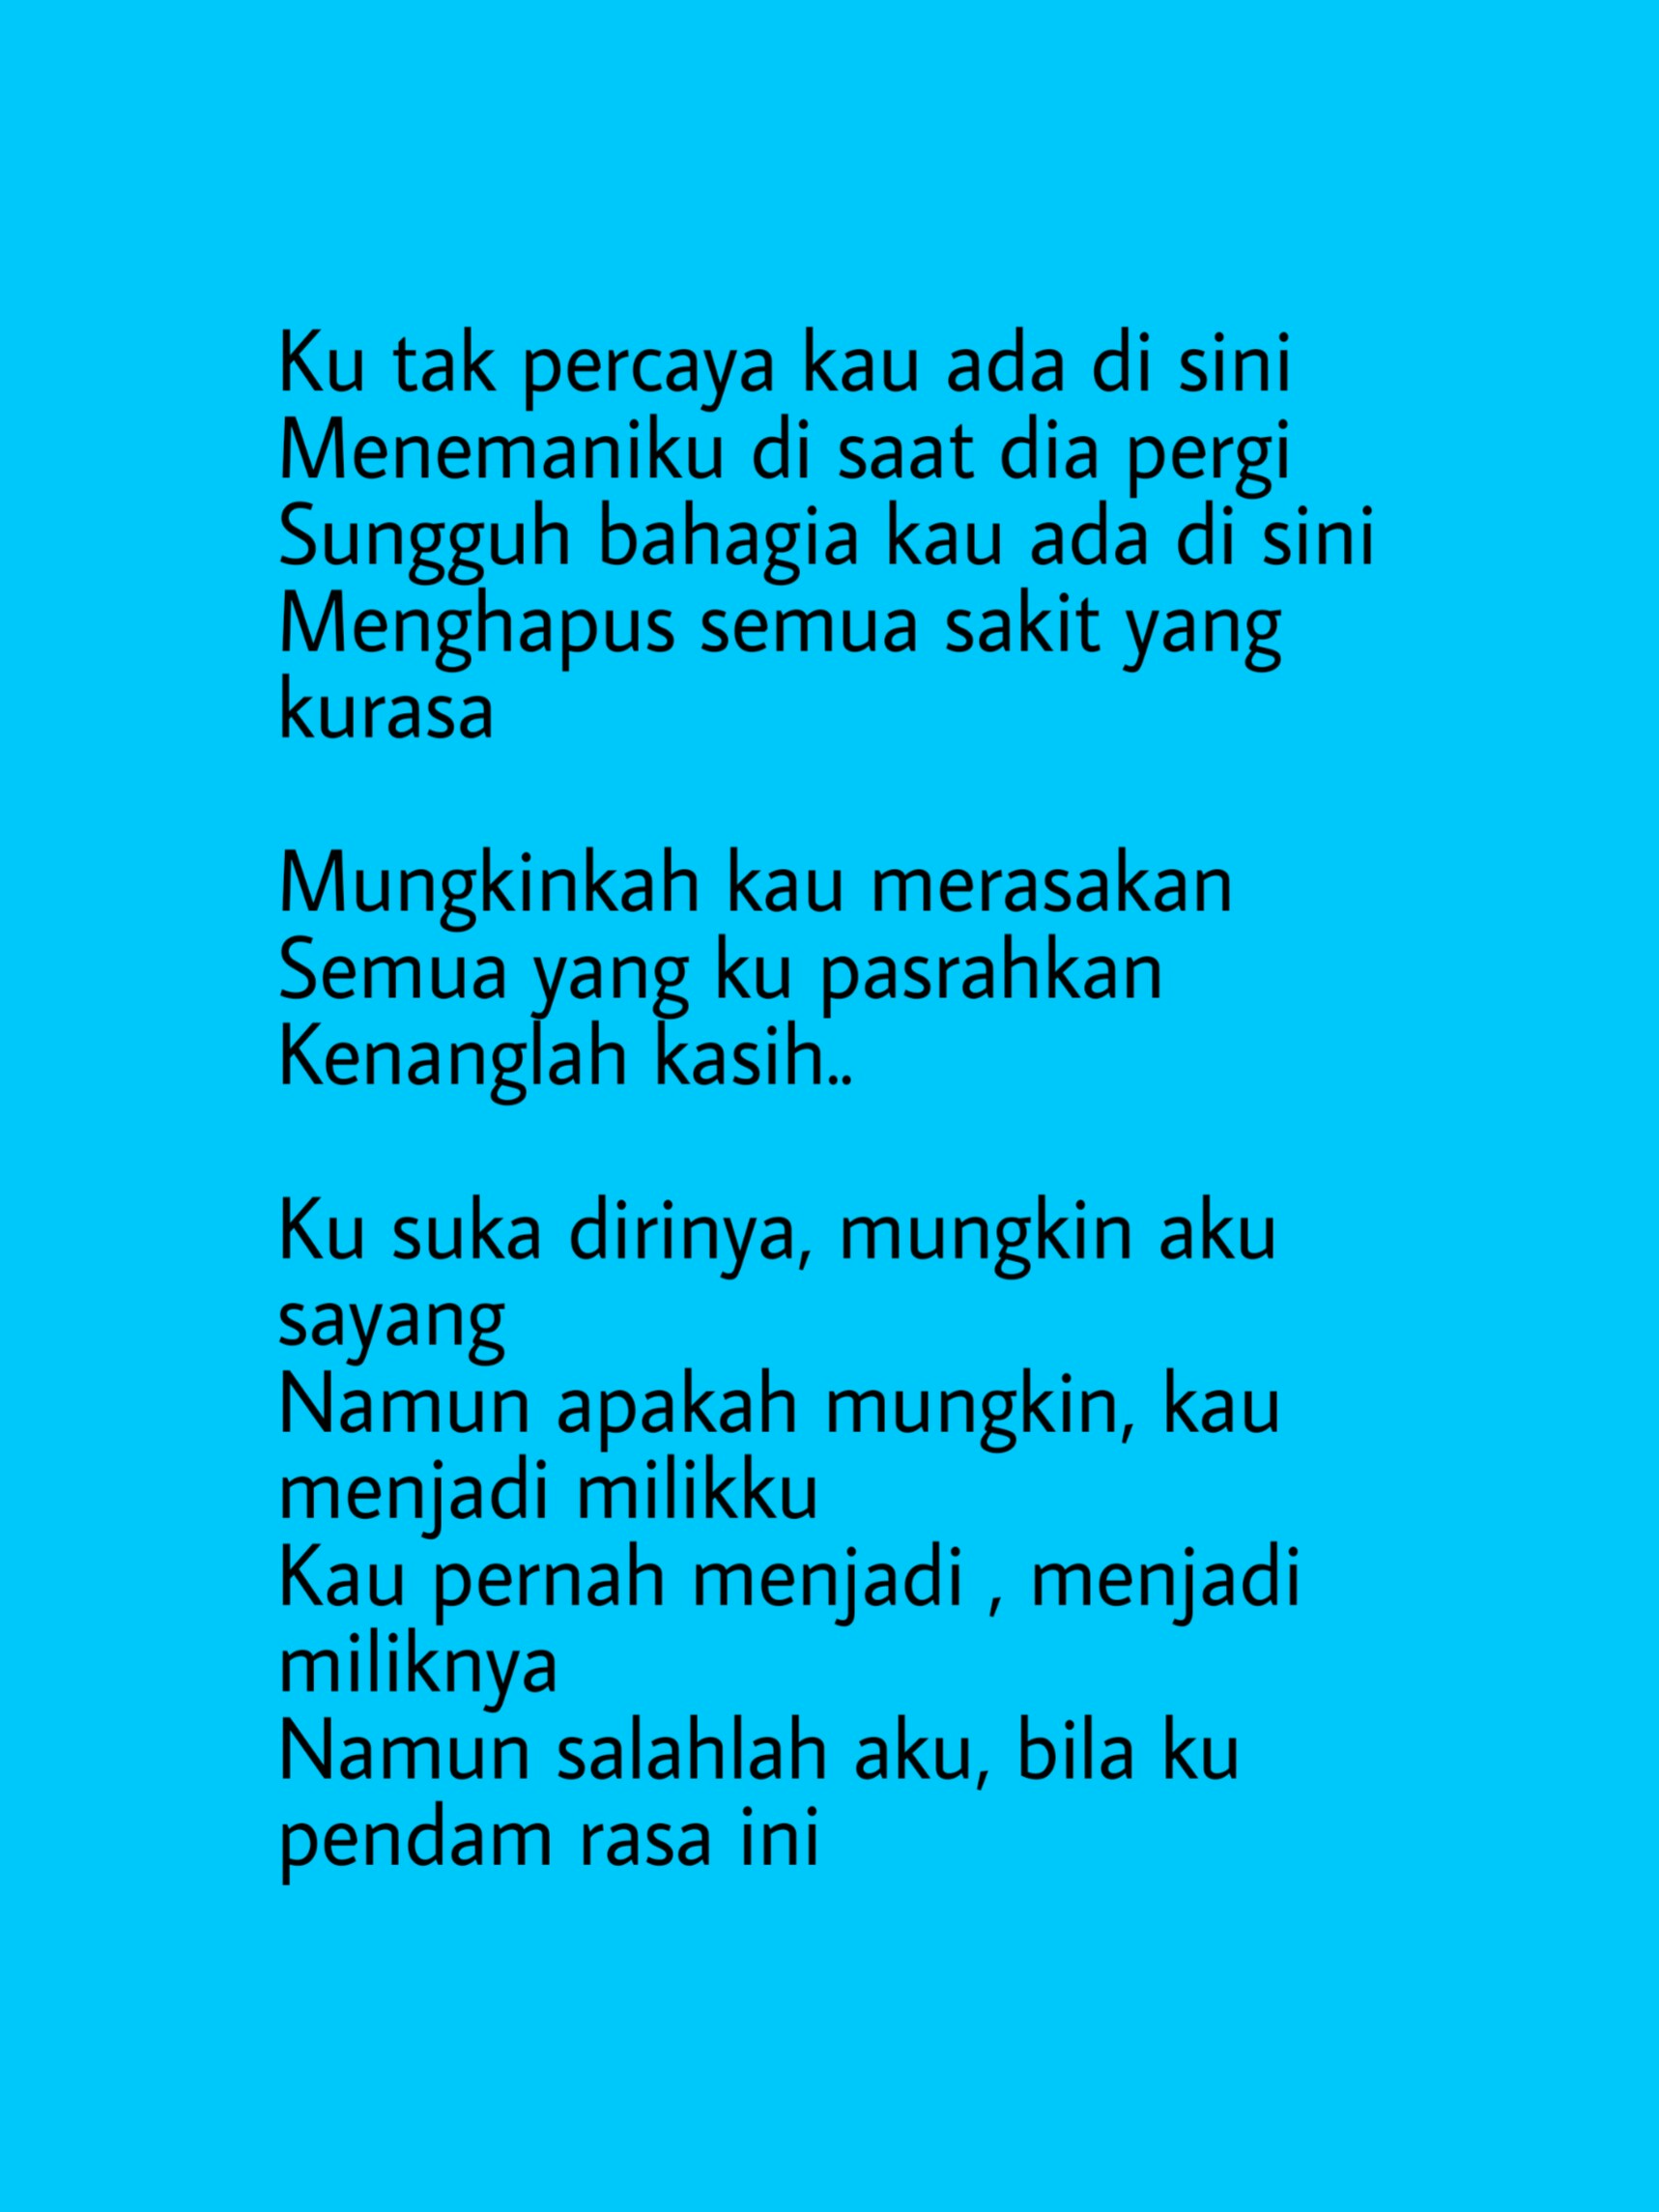 Ku tak percaya kau ada di sini
Menemaniku di saat dia pergi
Sungguh bahagia kau ada di sini
Menghapus semua sakit yang
kurasa

Mungkinkah kau merasakan
Semua yang ku pasrahkan
Kenanglah kasih..

Ku suka dirinya, mungkin aku
sayang
Namun apakah mungkin, kau
menjadi milikku
Kau pernah menjadi , menjadi
miliknya
Namun salahlah aku, bila ku
pendam rasa ini